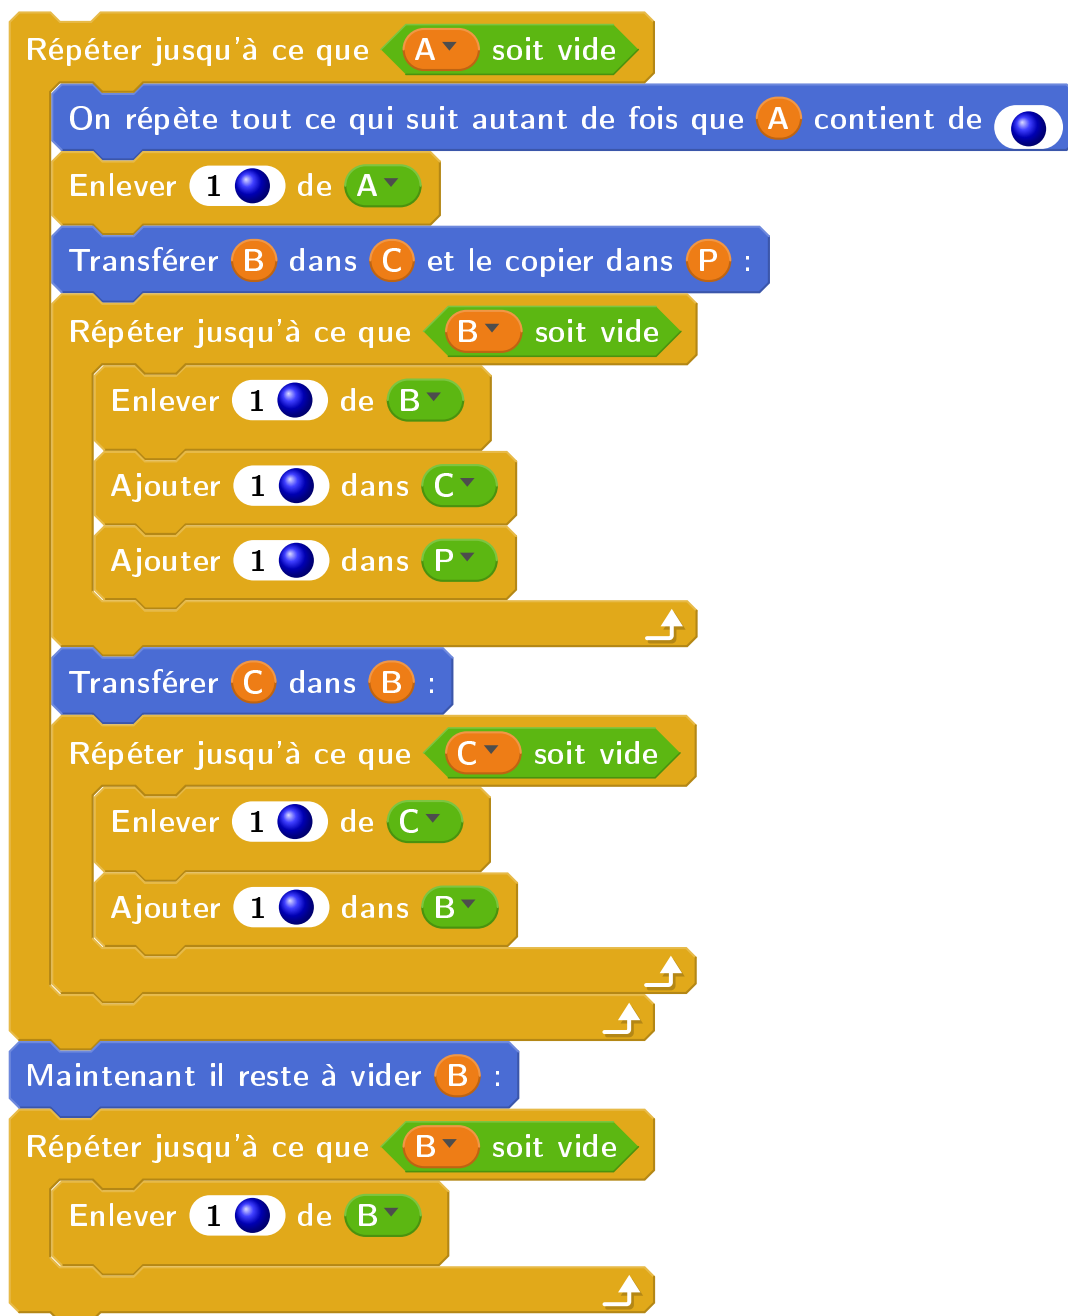 Répéter jusqu'à ce que A soit vide
On répète tout ce qui suit autant de fois que A contient de
Enlever 1 de A
Transférer B dans C et le copier dans P :
Répéter jusqu'à ce que B soit vide
Enlever 1 de B
Ajouter 1 dans C
Ajouter 1 dans P
Transférer C dans B :
Répéter jusqu'à ce que C soit vide
Enlever 1 de C
Ajouter 1 dans B
Maintenant il reste à vider B :
Répéter jusqu'à ce que B soit vide
Enlever 1 de B